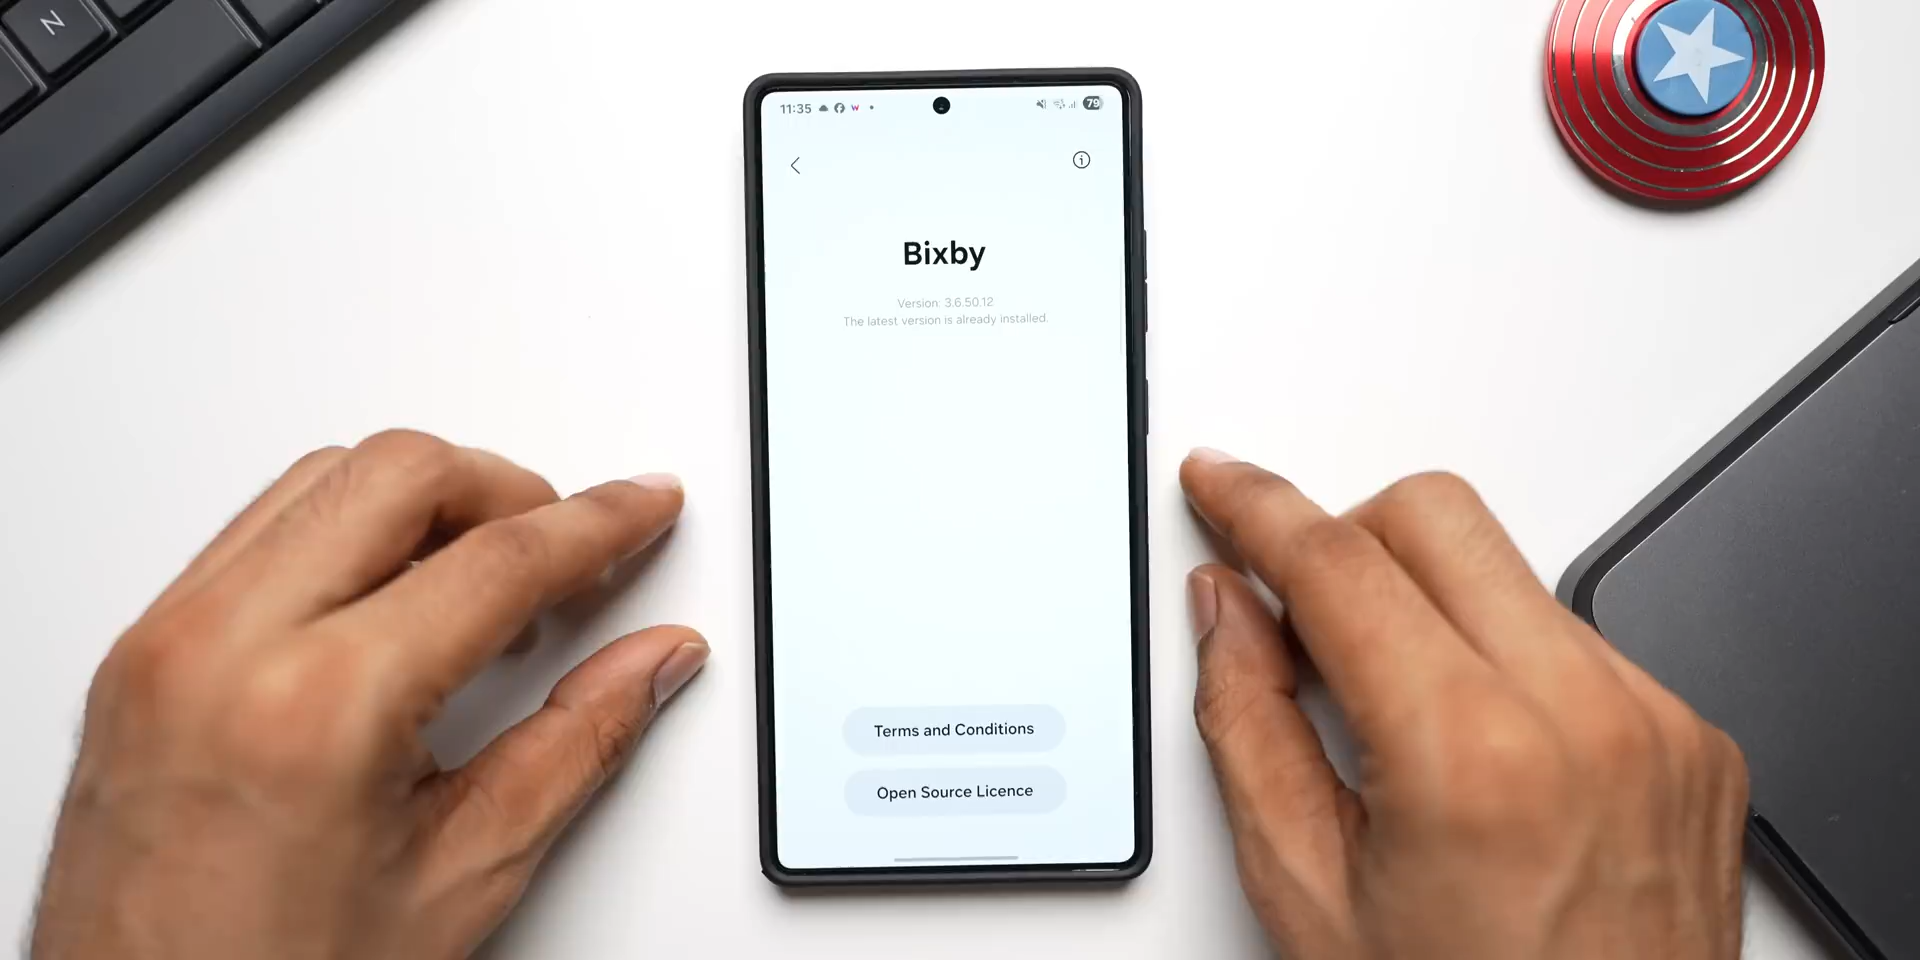 N
11:35
79
Bixby
Version: 3.6.50.12
The latest version is already installed.
Terms and Conditions
Open Source Licence